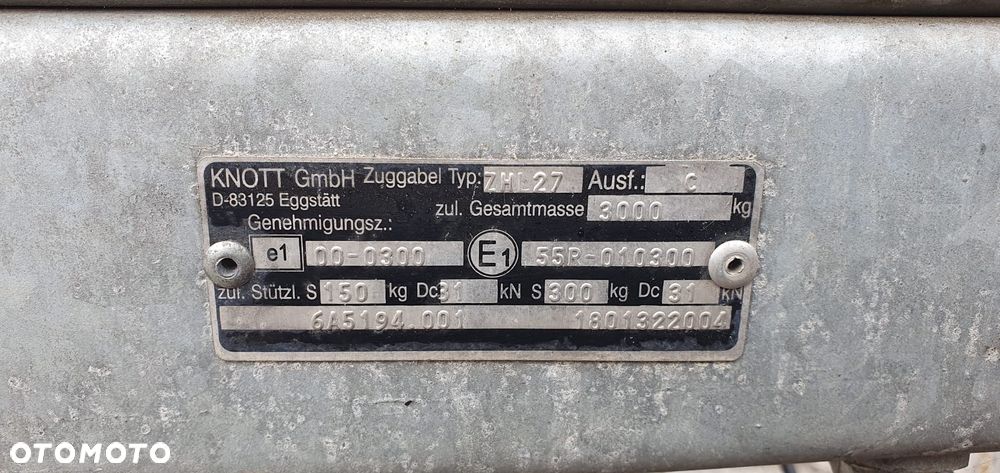 KNOTT GmbH Zuggabel Typ: ZHL27 Ausf.: C
D-83125 Eggstätt
zul. Gesamtmasse 3000 kg
Genehmigungsz.:
e1 00-0300 E1 55R-010300
zul. Stützl. S 150 kg Dc 31 kN S 300 kg Dc 31 kN
6A5194.001 1801322004
OTOMOTO